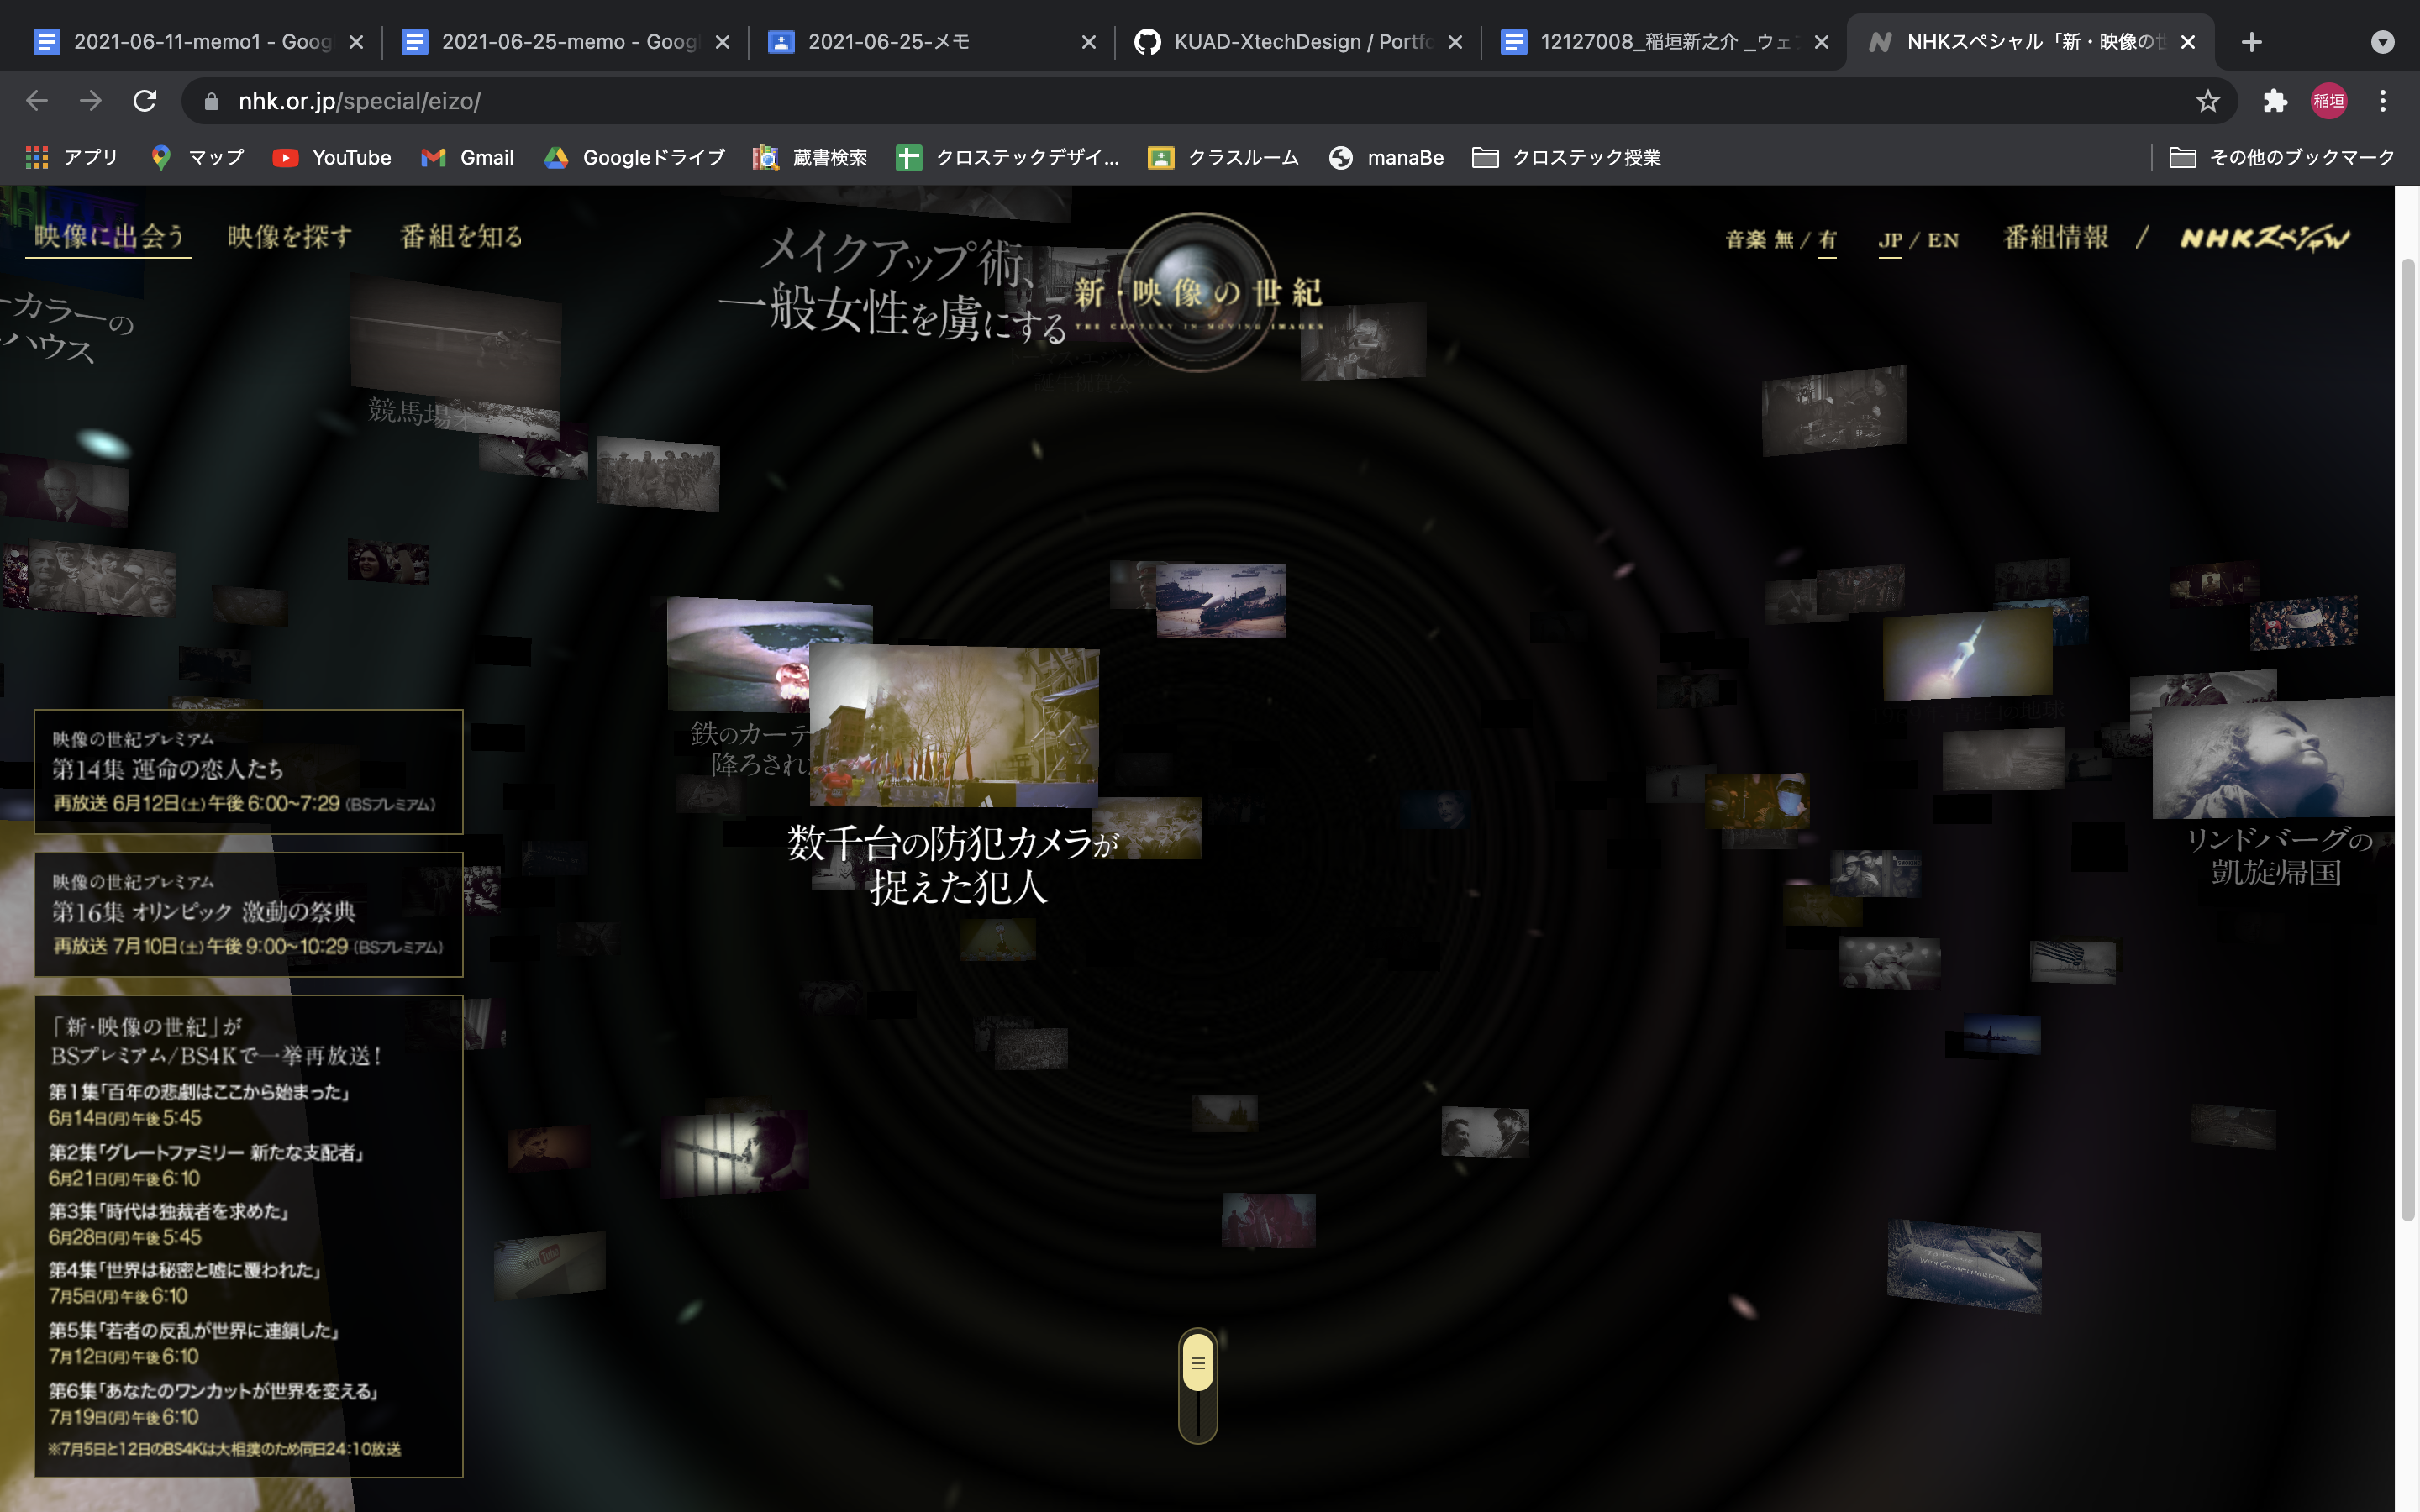 2021-06-11-memo1 - Goog
2021-06-25-memo - Googl
2021-06-25-メモ
KUAD-XtechDesign / Portfo
12127008_稲垣新之介 _ウェブ
NHKスペシャル「新・映像の世
nhk.or.jp/special/eizo/
稲垣
アプリ
マップ
YouTube
Gmail
Googleドライブ
蔵書検索
クロステックデザイ...
クラスルーム
manaBe
クロステック授業
その他のブックマーク
映像に出会う
映像を探す
番組を知る
音楽 無 / 有
JP / EN
番組情報
/
NHKスペシャル
新・映像の世紀
THE CENTURY IN MOVING IMAGES
メイクアップ術、
一般女性を虜にする
ーカラーの
ハウス
競馬場
トーマス・エジソン
誕生祝賀会
鉄のカーテ
降ろされ
数千台の防犯カメラが
捉えた犯人
リンドバーグの
凱旋帰国
映像の世紀プレミアム
第14集 運命の恋人たち
再放送 6月12日(土)午後 6:00~7:29 (BSプレミアム)
映像の世紀プレミアム
第16集 オリンピック 激動の祭典
再放送 7月10日(土)午後 9:00~10:29 (BSプレミアム)
「新・映像の世紀」が
BSプレミアム/BS4Kで一挙再放送!
第1集「百年の悲劇はここから始まった」
6月14日(月)午後 5:45
第2集「グレートファミリー 新たな支配者」
6月21日(月)午後 6:10
第3集「時代は独裁者を求めた」
6月28日(月)午後 5:45
第4集「世界は秘密と嘘に覆われた」
7月5日(月)午後 6:10
第5集「若者の反乱が世界に連鎖した」
7月12日(月)午後 6:10
第6集「あなたのワンカットが世界を変える」
7月19日(月)午後 6:10
※7月5日と12日のBS4Kは大相撲のため同日24:10放送
YouTube